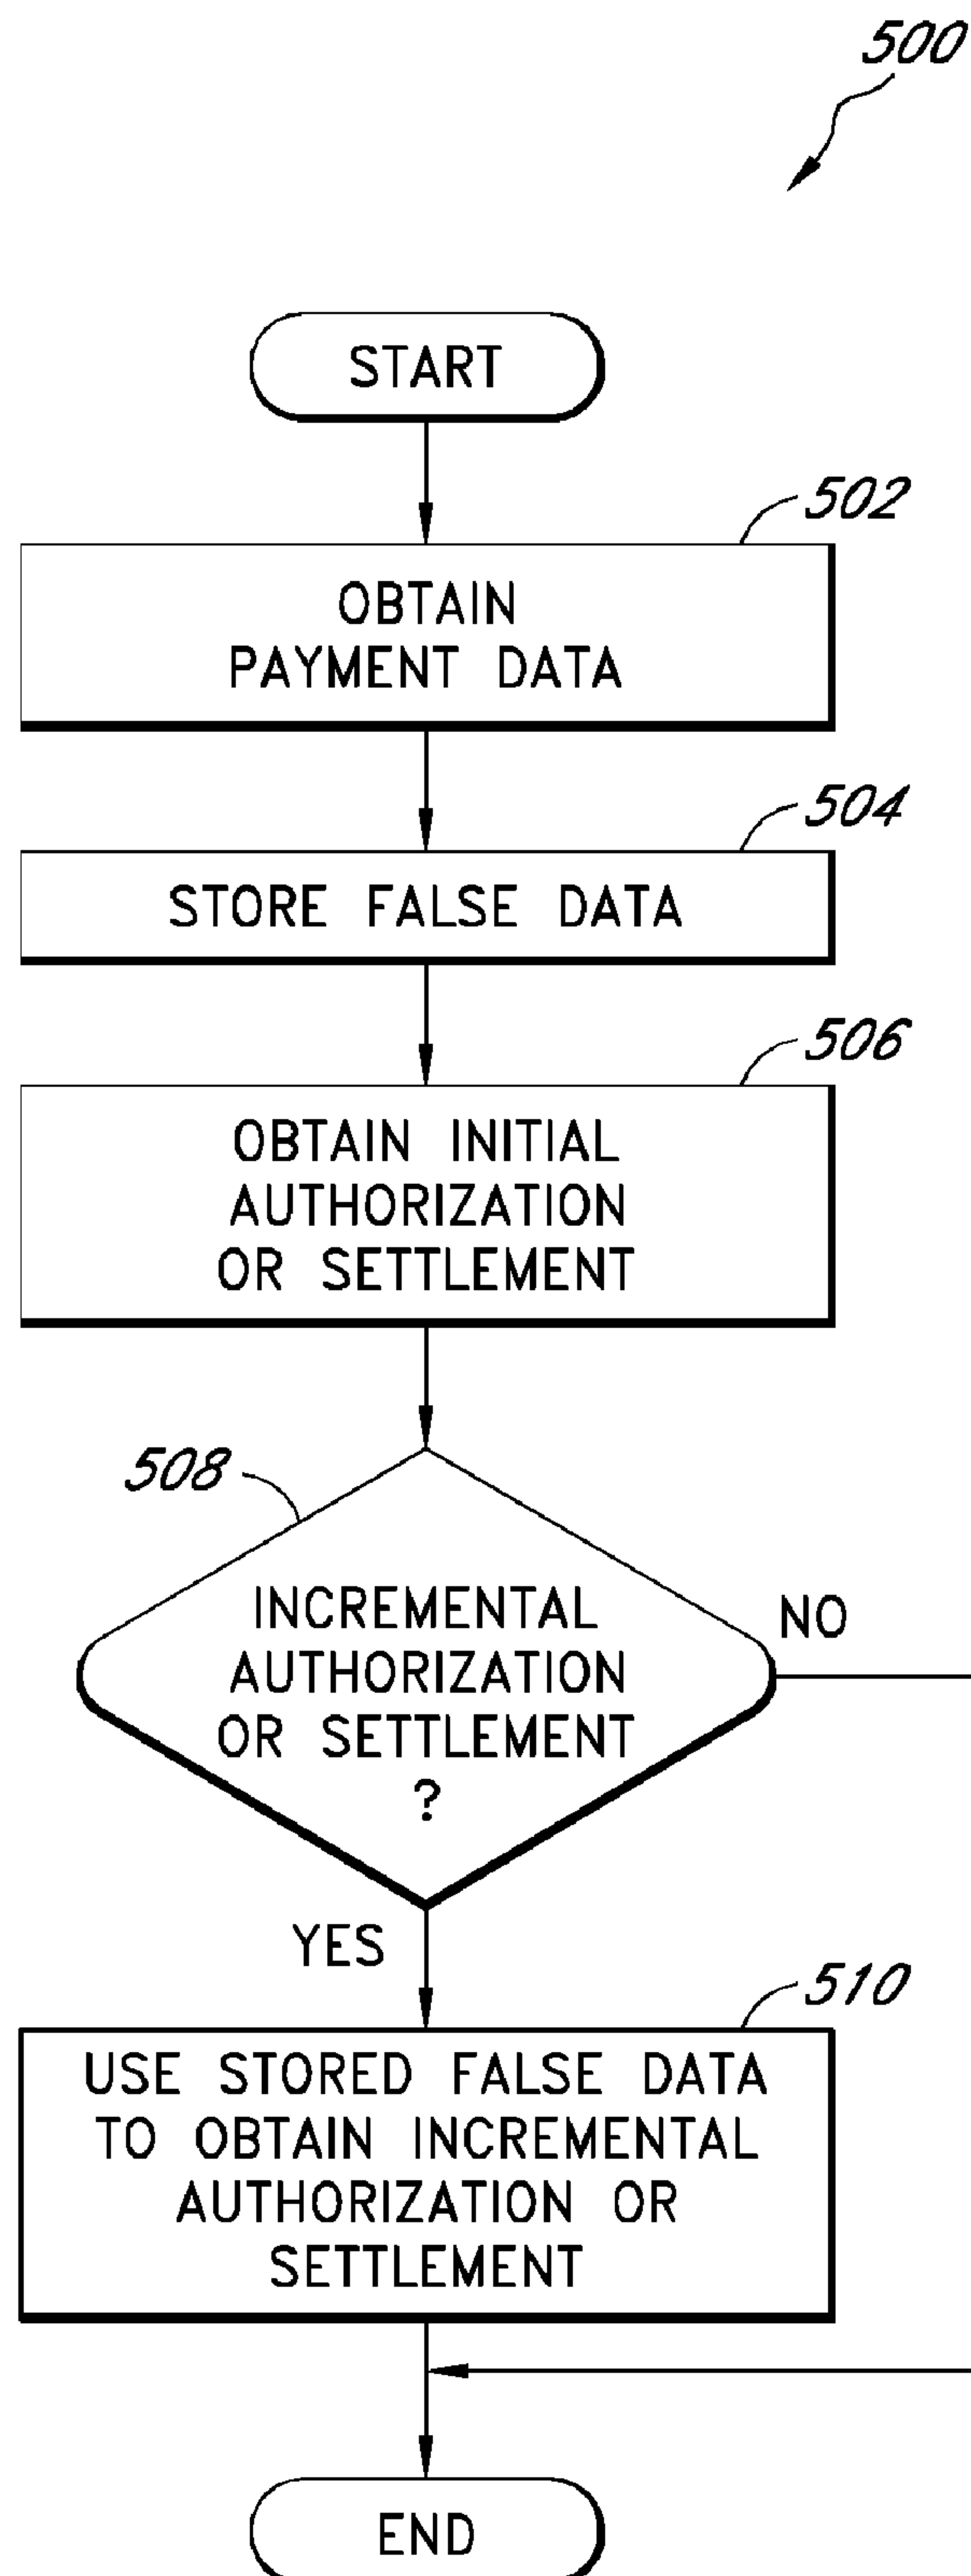 500
START
502
OBTAIN
PAYMENT DATA
504
STORE FALSE DATA
506
OBTAIN INITIAL
AUTHORIZATION
OR SETTLEMENT
508
INCREMENTAL
AUTHORIZATION
OR SETTLEMENT
?
NO
YES
510
USE STORED FALSE DATA
TO OBTAIN INCREMENTAL
AUTHORIZATION OR
SETTLEMENT
END